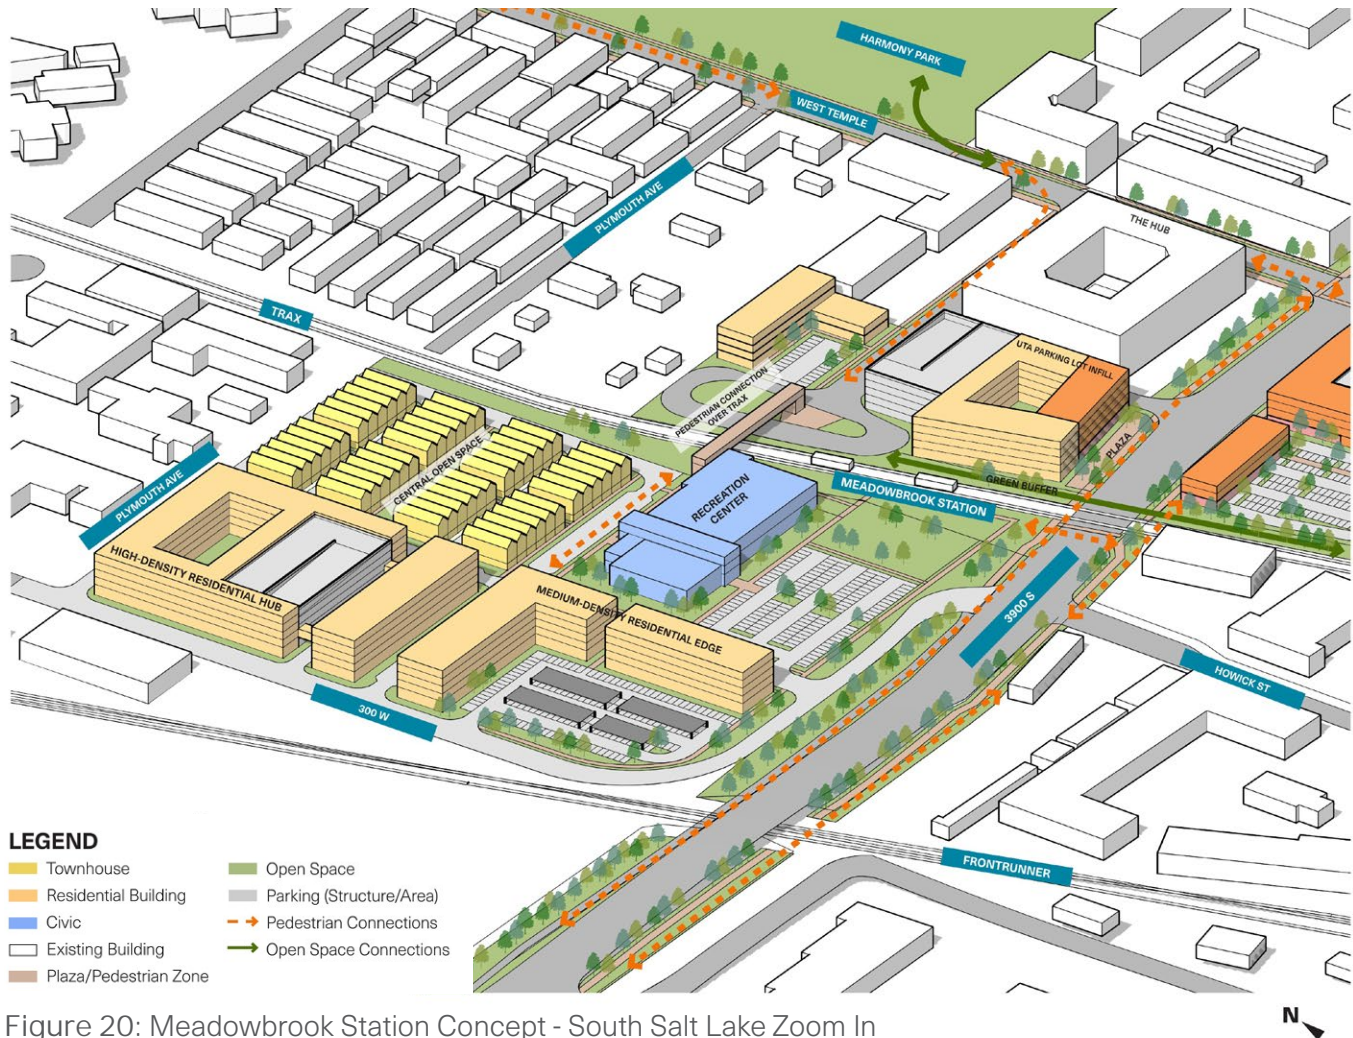 HARMONY PARK
WEST TEMPLE
PLYMOUTH AVE
THE HUB
TRAX
UTA PARKING LOT INFILL
PEDESTRIAN CONNECTION
OVER TRAX
PLAZA
CENTRAL OPEN SPACE
PLYMOUTH AVE
RECREATION
CENTER
MEADOWBROOK STATION
GREEN BUFFER
HIGH-DENSITY RESIDENTIAL HUB
MEDIUM-DENSITY RESIDENTIAL EDGE
3900 S
HOWICK ST
300 W
FRONTRUNNER
LEGEND
Townhouse
Residential Building
Civic
Existing Building
Plaza/Pedestrian Zone
Open Space
Parking (Structure/Area)
Pedestrian Connections
Open Space Connections
Figure 20: Meadowbrook Station Concept - South Salt Lake Zoom In
N